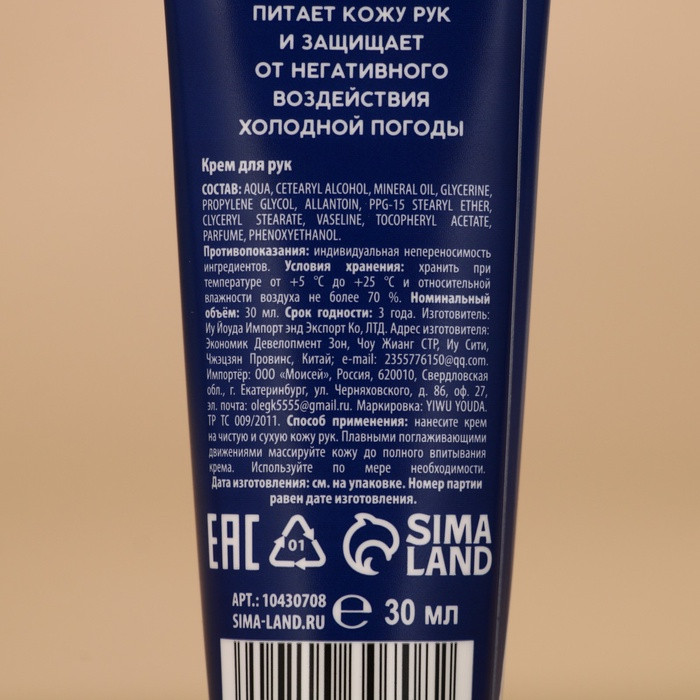 ПИТАЕТ КОЖУ РУК
И ЗАЩИЩАЕТ
ОТ НЕГАТИВНОГО
ВОЗДЕЙСТВИЯ
ХОЛОДНОЙ ПОГОДЫ
Крем для рук
СОСТАВ: AQUA, CETEARYL ALCOHOL, MINERAL OIL, GLYCERINE,
PROPYLENE GLYCOL, ALLANTOIN, PPG-15 STEARYL ETHER,
CLYCERYL STEARATE, VASELINE, TOCOPHERYL ACETATE,
PARFUME, PHENOXYETHANOL.
Противопоказания: индивидуальная непереносимость
ингредиентов. Условия хранения: хранить при
температуре от +5 °С до +25 °С и относительной
влажности воздуха не более 70 %. Номинальный
объём: 30 мл. Срок годности: 3 года. Изготовитель:
Иу Йоуда Импорт энд Экспорт Ко, ЛТД. Адрес изготовителя:
Экономик Девелопмент Зон, Чоу Жианг СТР, Иу Сити,
Чжэцзян Провинс, Китай; e-mail: 2355776150@qq.com.
Импортёр: ООО «Моисей», Россия, 620010, Свердловская
обл., г. Екатеринбург, ул. Черняховского, д. 86, оф. 27,
эл. почта: olegk5555@gmail.ru. Маркировка: YIWU YOUDA.
ТР ТС 009/2011. Способ применения: нанесите крем
на чистую и сухую кожу рук. Плавными поглаживающими
движениями массируйте кожу до полного впитывания
крема. Используйте по мере необходимости.
Дата изготовления: см. на упаковке. Номер партии
равен дате изготовления.
EAC 01 SIMA
LAND
АРТ.: 10430708 ℮ 30 мл
SIMA-LAND.RU